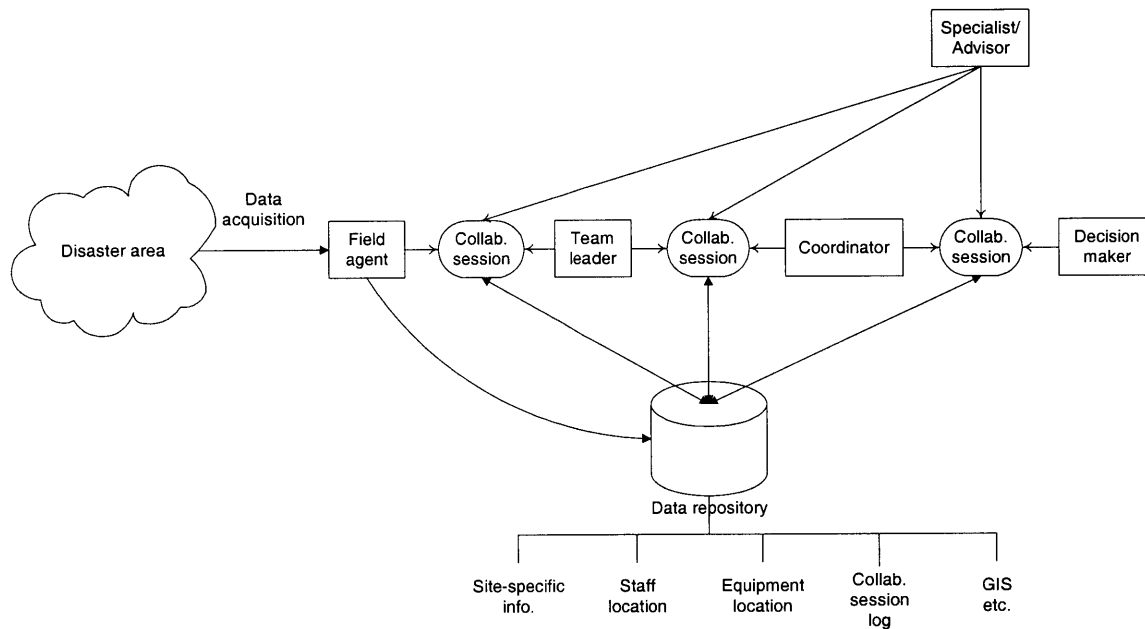 Specialist/
Advisor
Data
acquisition
Disaster area
Field
agent
Collab.
session
Team
leader
Collab.
session
Coordinator
Collab.
session
Decision
maker
Data repository
Site-specific
info.
Staff
location
Equipment
location
Collab.
session
log
GIS
etc.